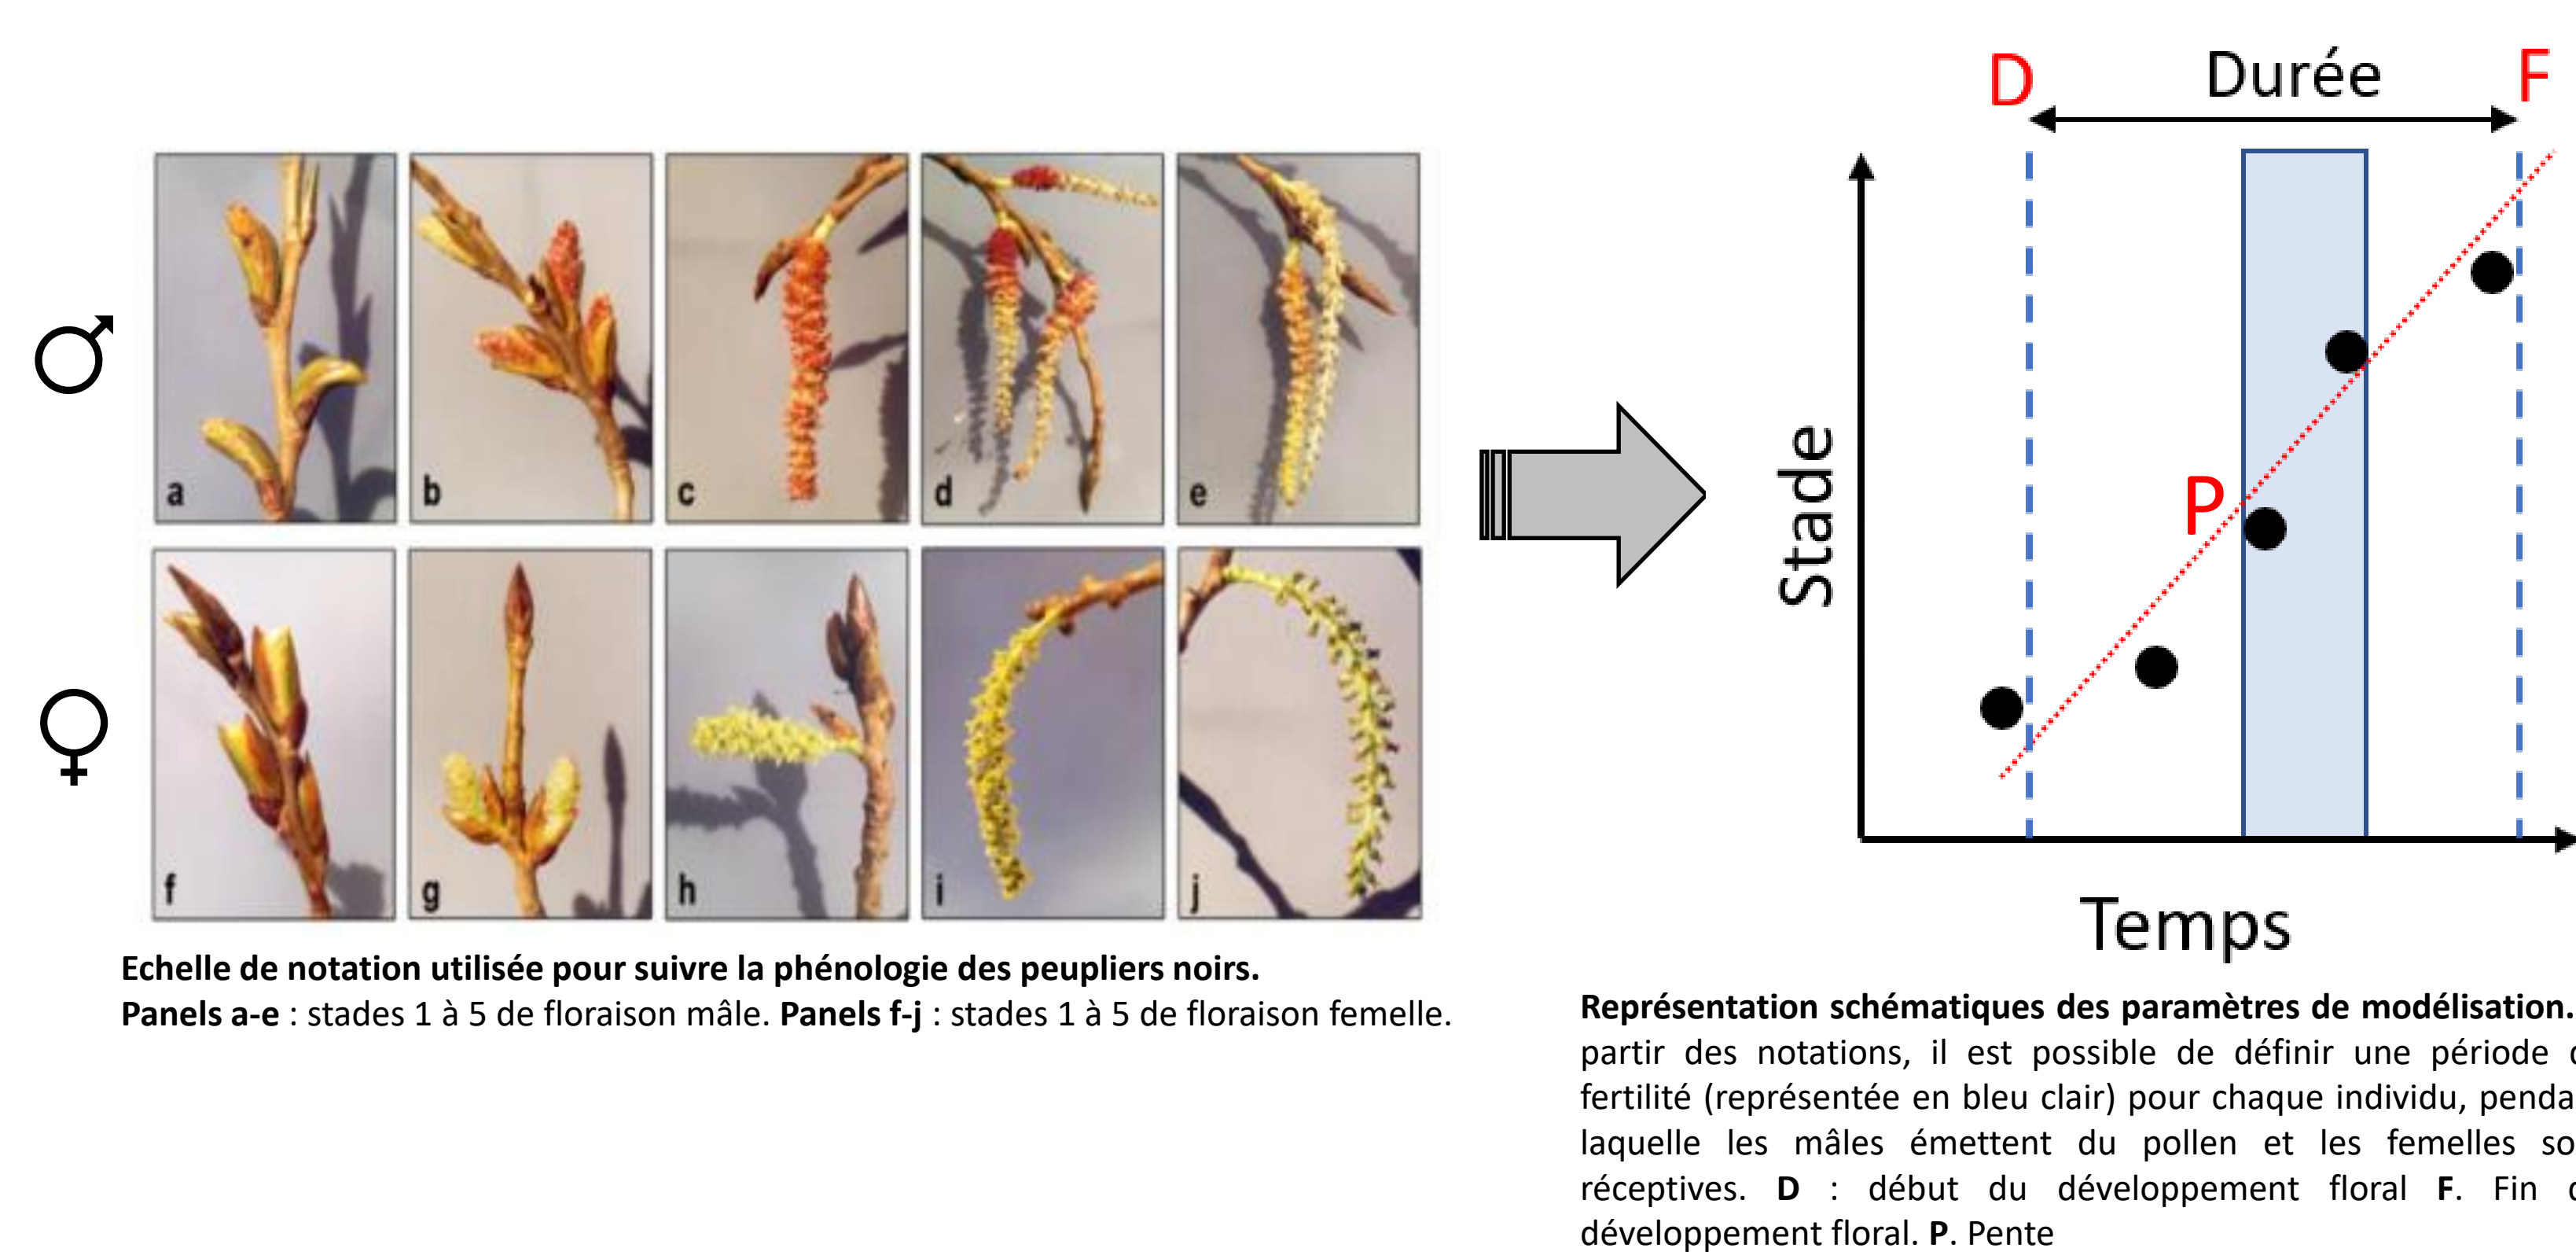 D Durée F
a b c d e
Stade
P
f g h i j
Temps
Echelle de notation utilisée pour suivre la phénologie des peupliers noirs.
Panels a-e : stades 1 à 5 de floraison mâle. Panels f-j : stades 1 à 5 de floraison femelle.
Représentation schématiques des paramètres de modélisation.
partir des notations, il est possible de définir une période
fertilité (représentée en bleu clair) pour chaque individu,
laquelle les mâles émettent du pollen et les femelles
réceptives. D : début du développement floral F. Fin
développement floral. P. Pente